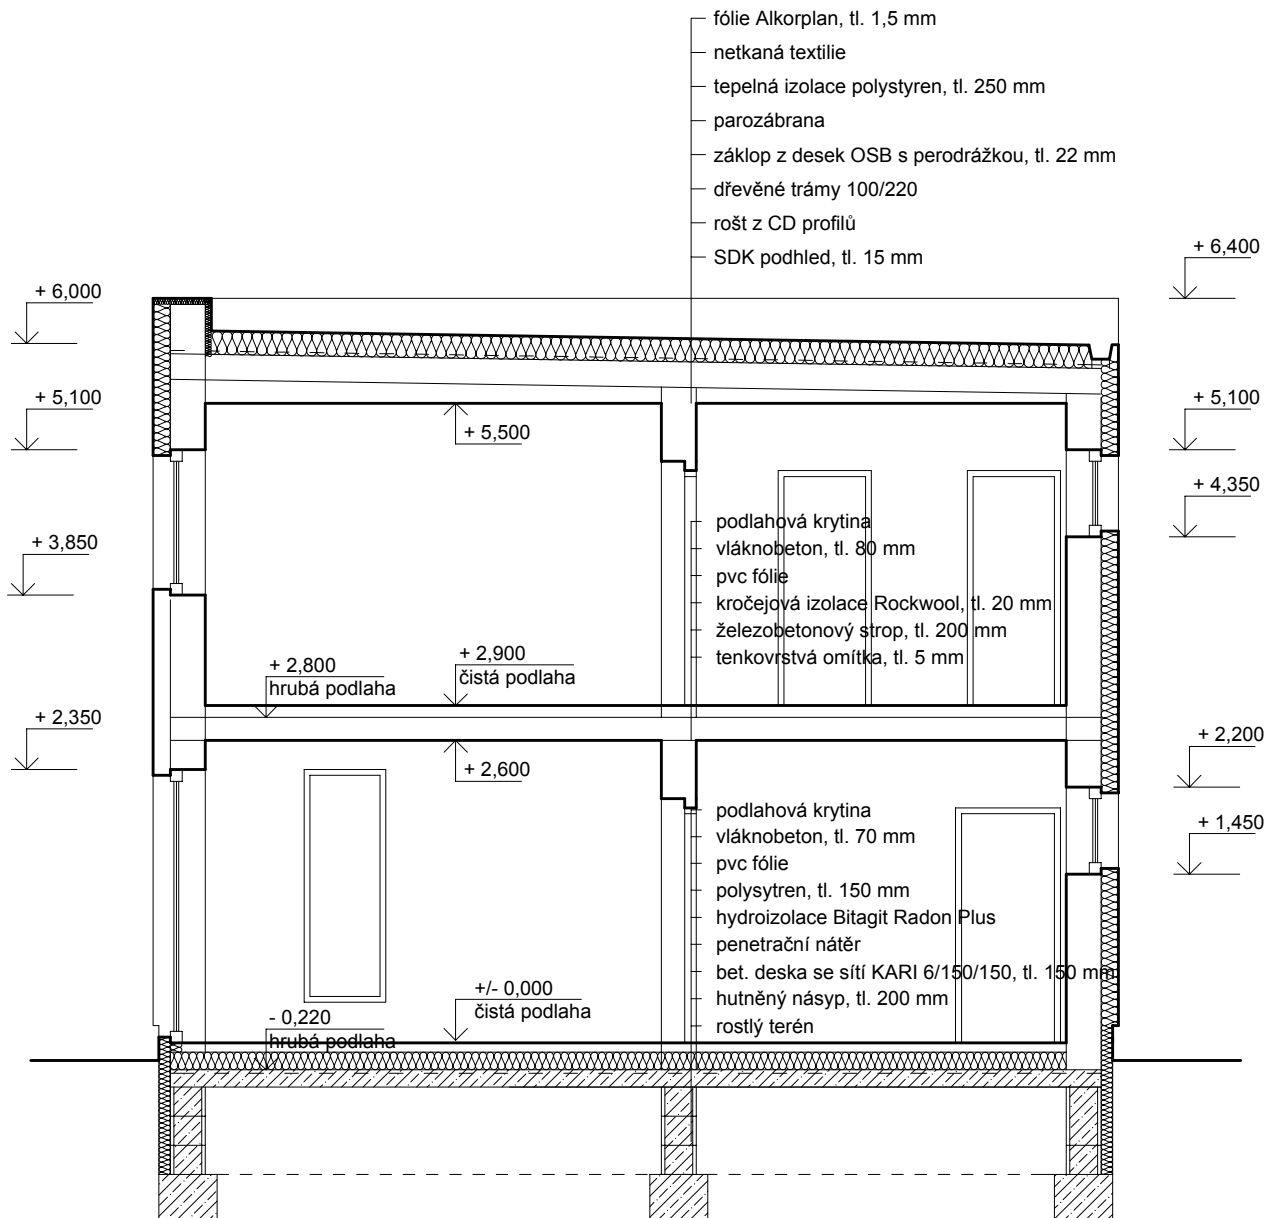 fólie Alkorplan, tl. 1,5 mm
netkaná textilie
tepelná izolace polystyren, tl. 250 mm
parozábrana
záklop z desek OSB s perodrážkou, tl. 22 mm
dřevěné trámy 100/220
rošt z CD profilů
SDK podhled, tl. 15 mm
+ 6,400
+ 6,000
+ 5,100
+ 5,100
+ 5,500
+ 4,350
+ 3,850
podlahová krytina
vláknobeton, tl. 80 mm
pvc fólie
kročejová izolace Rockwool, tl. 20 mm
železobetonový strop, tl. 200 mm
tenkovrstvá omítka, tl. 5 mm
+ 2,900
čistá podlaha
+ 2,800
hrubá podlaha
+ 2,350
+ 2,200
+ 2,600
+ 1,450
podlahová krytina
vláknobeton, tl. 70 mm
pvc fólie
polysytren, tl. 150 mm
hydroizolace Bitagit Radon Plus
penetrační nátěr
bet. deska se sítí KARI 6/150/150, tl. 150 mm
hutněný násyp, tl. 200 mm
rostlý terén
+/- 0,000
čistá podlaha
- 0,220
hrubá podlaha